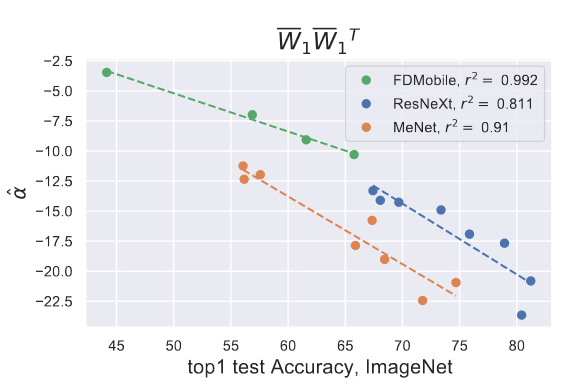 W̅₁W̅₁ᵀ
FDMobile, r² = 0.992
ResNeXt, r² = 0.811
MeNet, r² = 0.91
α̂
−2.5
−5.0
−7.5
−10.0
−12.5
−15.0
−17.5
−20.0
−22.5
45 50 55 60 65 70 75 80
top1 test Accuracy, ImageNet